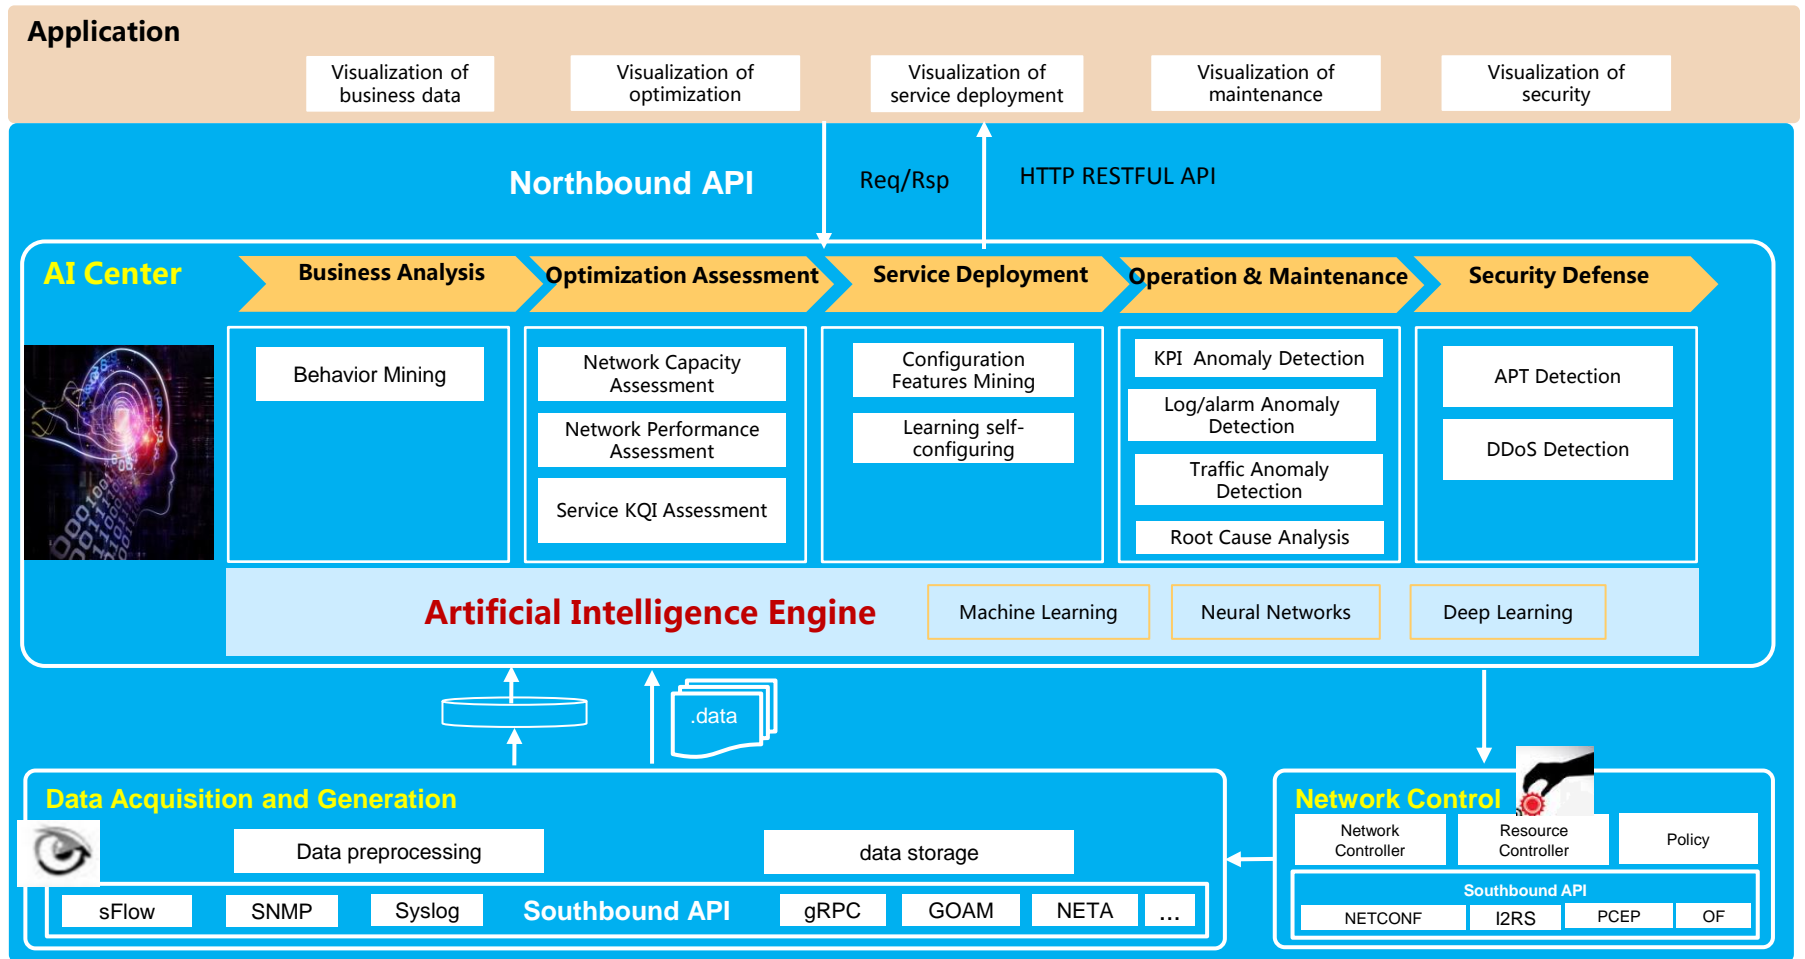 Application
Visualization of
business data
Visualization of
optimization
Visualization of
service deployment
Visualization of
maintenance
Visualization of
security
Northbound API
Req/Rsp
HTTP RESTFUL API
AI Center
Business Analysis
Optimization Assessment
Service Deployment
Operation & Maintenance
Security Defense
Behavior Mining
Network Capacity
Assessment
Network Performance
Assessment
Service KQI Assessment
Configuration
Features Mining
Learning self-
configuring
KPI Anomaly Detection
Log/alarm Anomaly
Detection
Traffic Anomaly
Detection
Root Cause Analysis
APT Detection
DDoS Detection
Artificial Intelligence Engine
Machine Learning
Neural Networks
Deep Learning
.data
Data Acquisition and Generation
Data preprocessing
data storage
sFlow
SNMP
Syslog
Southbound API
gRPC
GOAM
NETA
...
Network Control
Network
Controller
Resource
Controller
Policy
Southbound API
NETCONF
I2RS
PCEP
OF